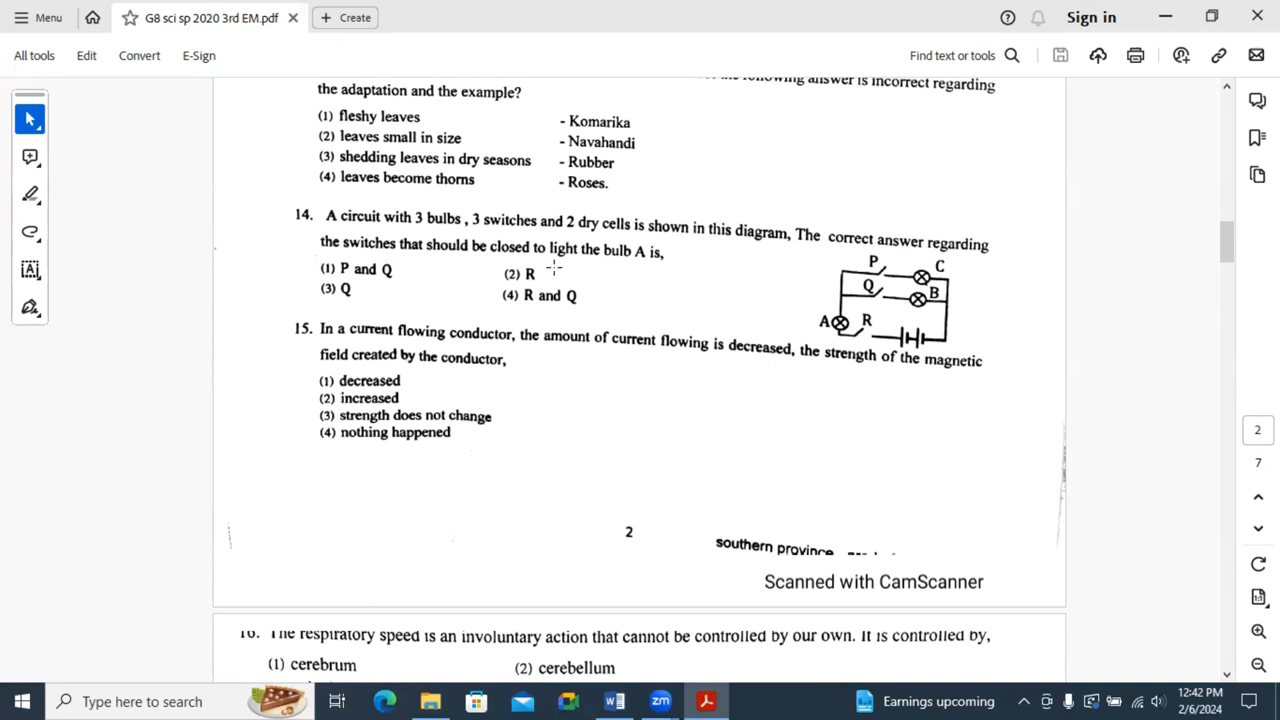 Menu
G8 sci sp 2020 3rd EM.pdf
Create
Sign in
All tools Edit Convert E-Sign
Find text or tools
the following answer is incorrect regarding
the adaptation and the example?
(1) fleshy leaves - Komarika
(2) leaves small in size - Navahandi
(3) shedding leaves in dry seasons - Rubber
(4) leaves become thorns - Roses.
14. A circuit with 3 bulbs , 3 switches and 2 dry cells is shown in this diagram, The correct answer regarding
the switches that should be closed to light the bulb A is,
(1) P and Q (2) R
(3) Q (4) R and Q
P C
Q B
A R
15. In a current flowing conductor, the amount of current flowing is decreased, the strength of the magnetic
field created by the conductor,
(1) decreased
(2) increased
(3) strength does not change
(4) nothing happened
2
southern province
Scanned with CamScanner
16. The respiratory speed is an involuntary action that cannot be controlled by our own. It is controlled by,
(1) cerebrum (2) cerebellum
2
7
Type here to search
Earnings upcoming
12:42 PM
2/6/2024